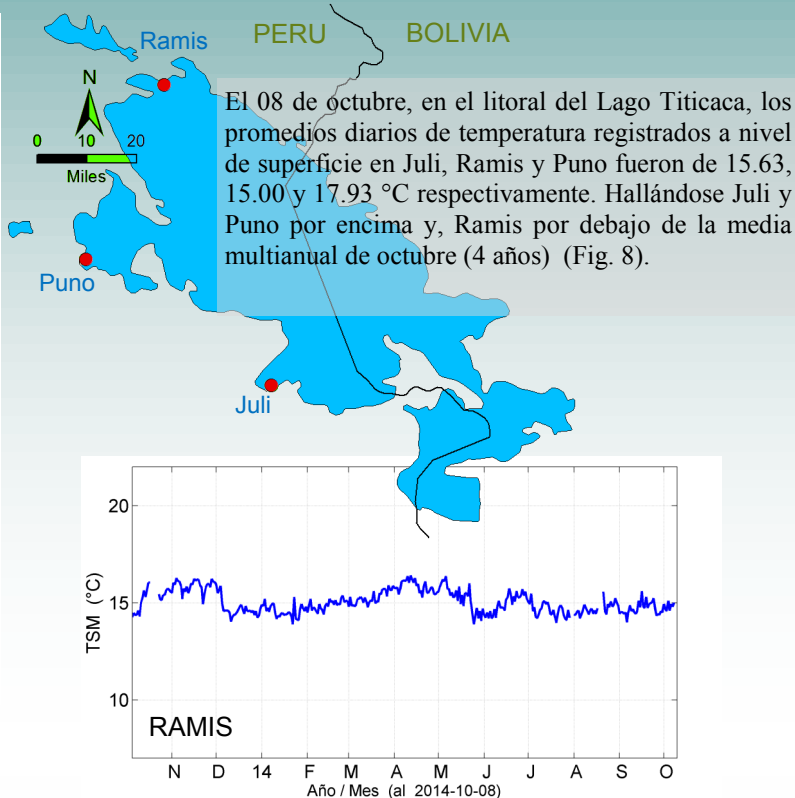 Ramis
PERU
BOLIVIA
N
0 10 20
Miles
El 08 de octubre, en el litoral del Lago Titicaca, los
promedios diarios de temperatura registrados a nivel
de superficie en Juli, Ramis y Puno fueron de 15.63,
15.00 y 17.93 °C respectivamente. Hallándose Juli y
Puno por encima y, Ramis por debajo de la media
multianual de octubre (4 años) (Fig. 8).
Puno
Juli
20
15
10
TSM (°C)
RAMIS
N D 14 F M A M J J A S O
Año / Mes (al 2014-10-08)